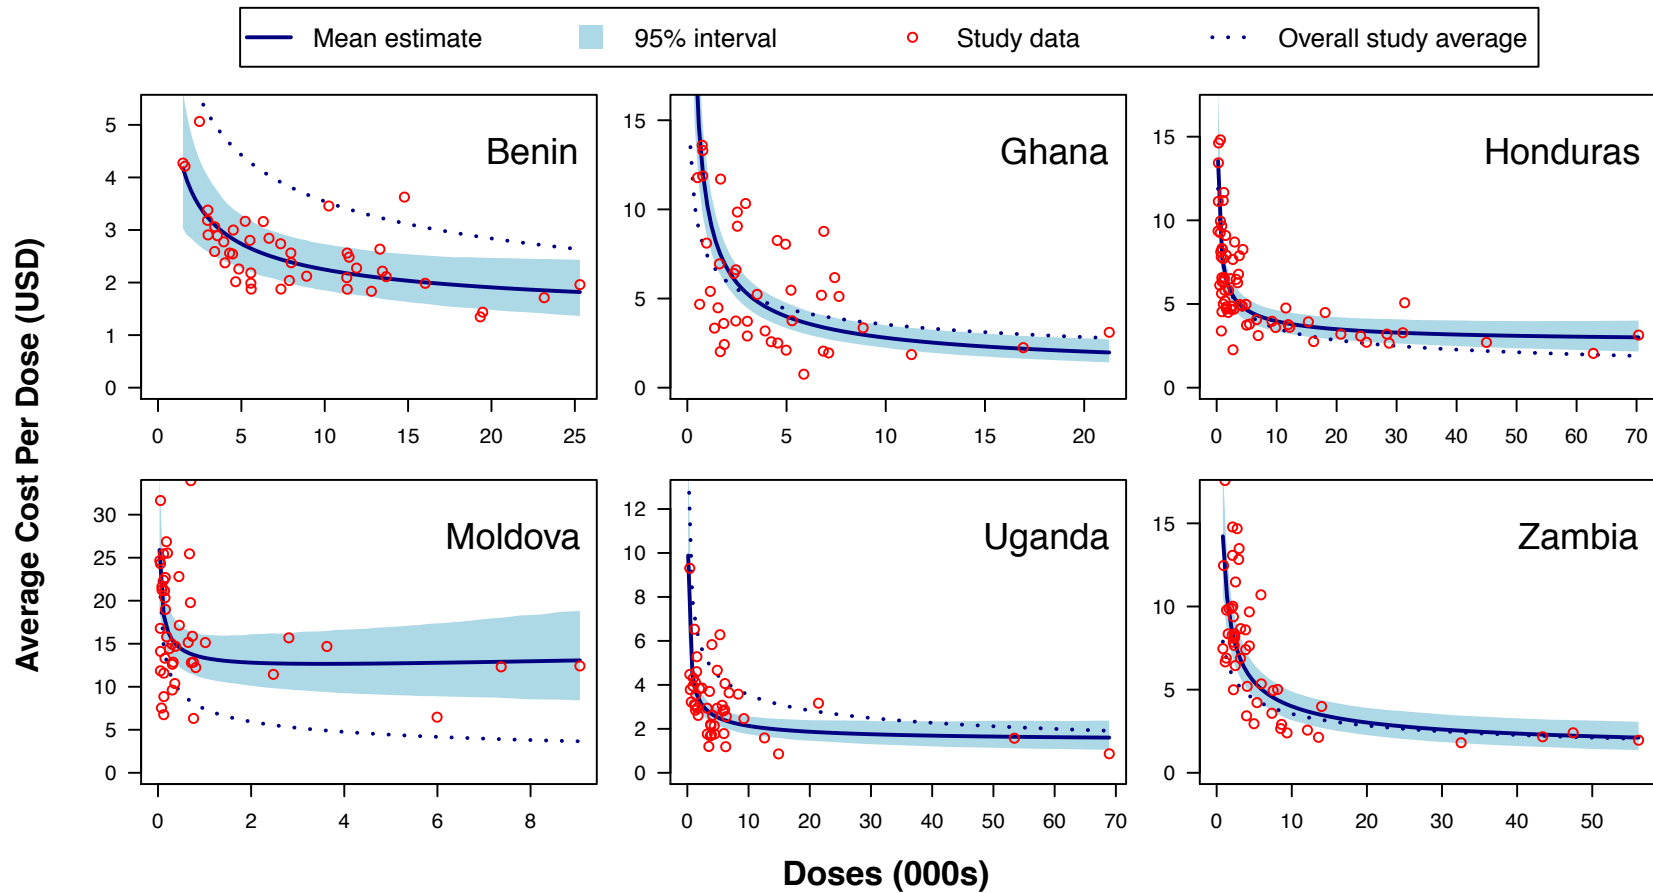 Mean estimate 95% interval Study data Overall study average
Average Cost Per Dose (USD)
Benin
5
4
3
2
1
0
0 5 10 15 20 25
Ghana
15
10
5
0
0 5 10 15 20
Honduras
15
10
5
0
0 10 20 30 40 50 60 70
Moldova
30
25
20
15
10
5
0
0 2 4 6 8
Uganda
12
10
8
6
4
2
0
0 10 20 30 40 50 60 70
Zambia
15
10
5
0
0 10 20 30 40 50
Doses (000s)